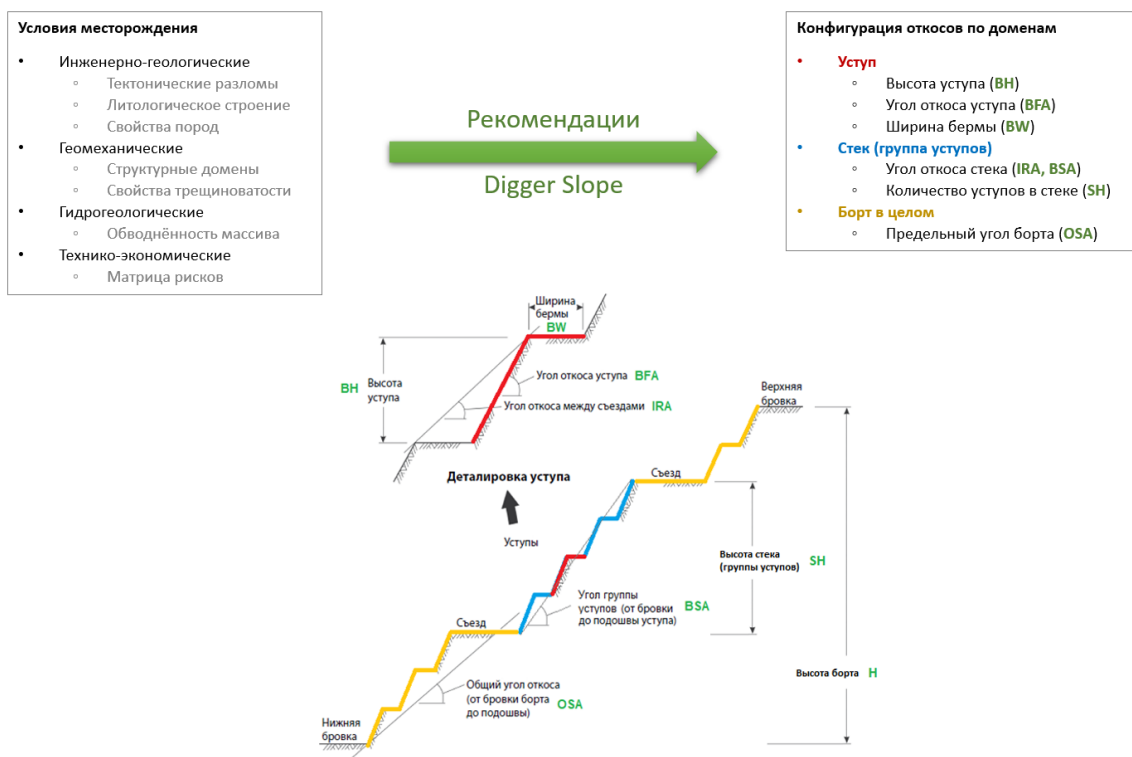 Условия месторождения
• Инженерно-геологические
◦ Тектонические разломы
◦ Литологическое строение
◦ Свойства пород
• Геомеханические
◦ Структурные домены
◦ Свойства трещиноватости
• Гидрогеологические
◦ Обводнённость массива
• Технико-экономические
◦ Матрица рисков
Рекомендации
Digger Slope
Конфигурация откосов по доменам
• Уступ
◦ Высота уступа (BH)
◦ Угол откоса уступа (BFA)
◦ Ширина бермы (BW)
• Стек (группа уступов)
◦ Угол откоса стека (IRA, BSA)
◦ Количество уступов в стеке (SH)
• Борт в целом
◦ Предельный угол борта (OSA)
Ширина
бермы
BW
BH Высота
уступа
Угол откоса уступа BFA
Угол откоса между съездами IRA
Деталировка уступа
Уступы
Верхняя
бровка
Съезд
Высота стека
(группы уступов) SH
Угол группы
уступов (от бровки
до подошвы уступа) BSA
Съезд
Общий угол откоса
(от бровки борта
до подошвы) OSA
Высота борта H
Нижняя
бровка